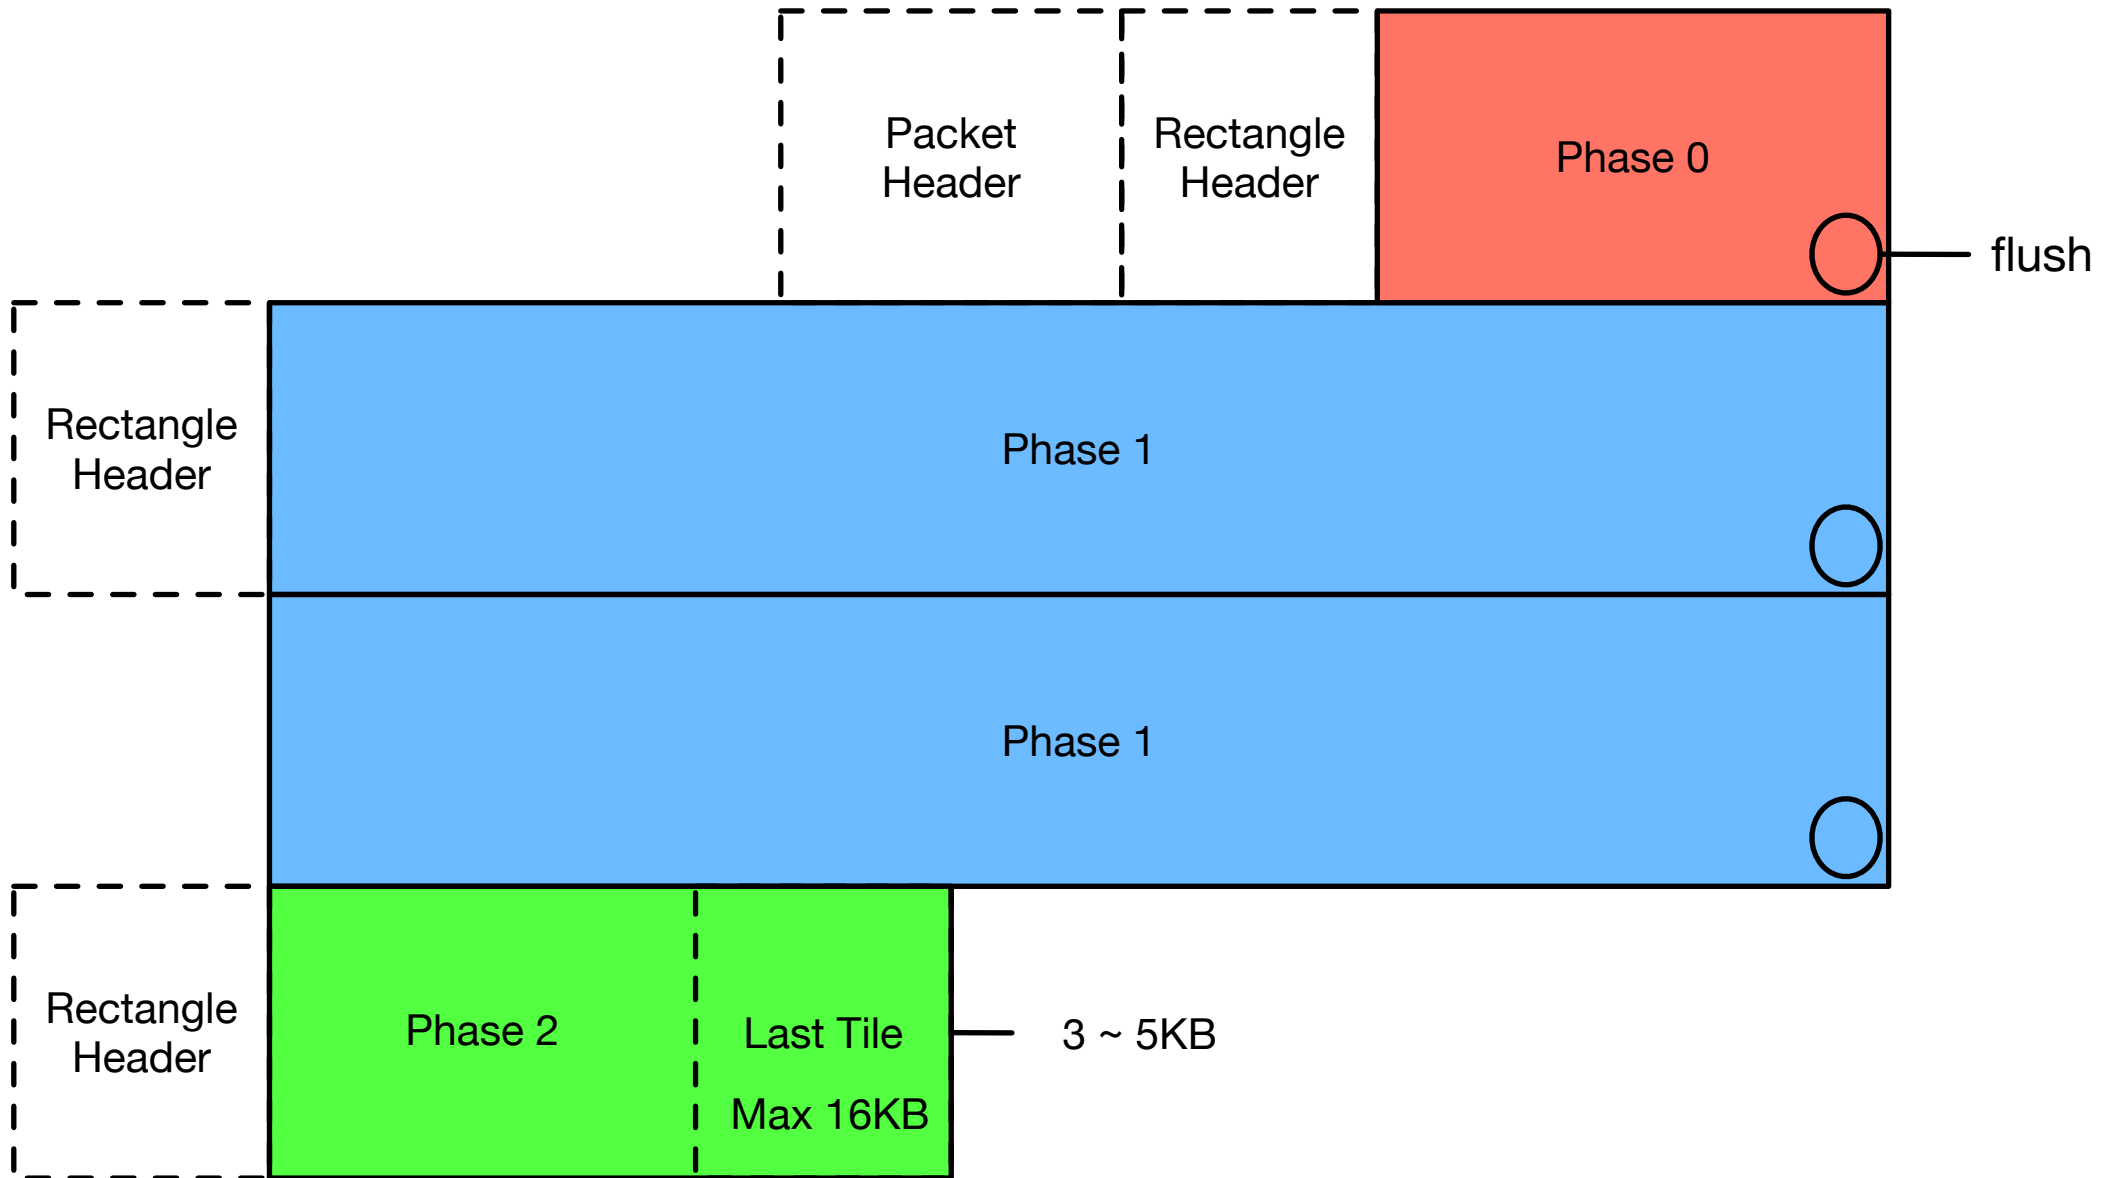 Packet
Header
Rectangle
Header
Phase 0
flush
Rectangle
Header
Phase 1
Phase 1
Rectangle
Header
Phase 2
Last Tile
Max 16KB
3 ~ 5KB